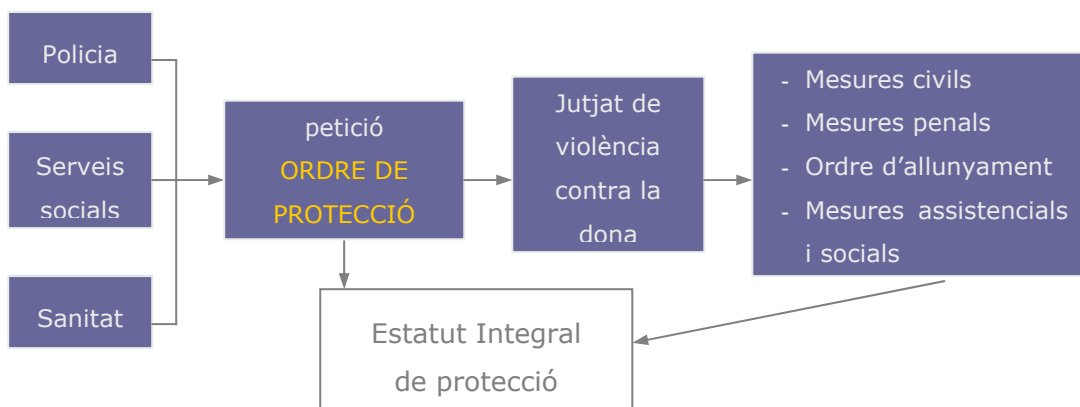 Policia
Serveis
socials
Sanitat
petició
ORDRE DE
PROTECCIÓ
Jutjat de
violència
contra la
dona
- Mesures civils
- Mesures penals
- Ordre d’allunyament
- Mesures assistencials
i socials
Estatut Integral
de protecció